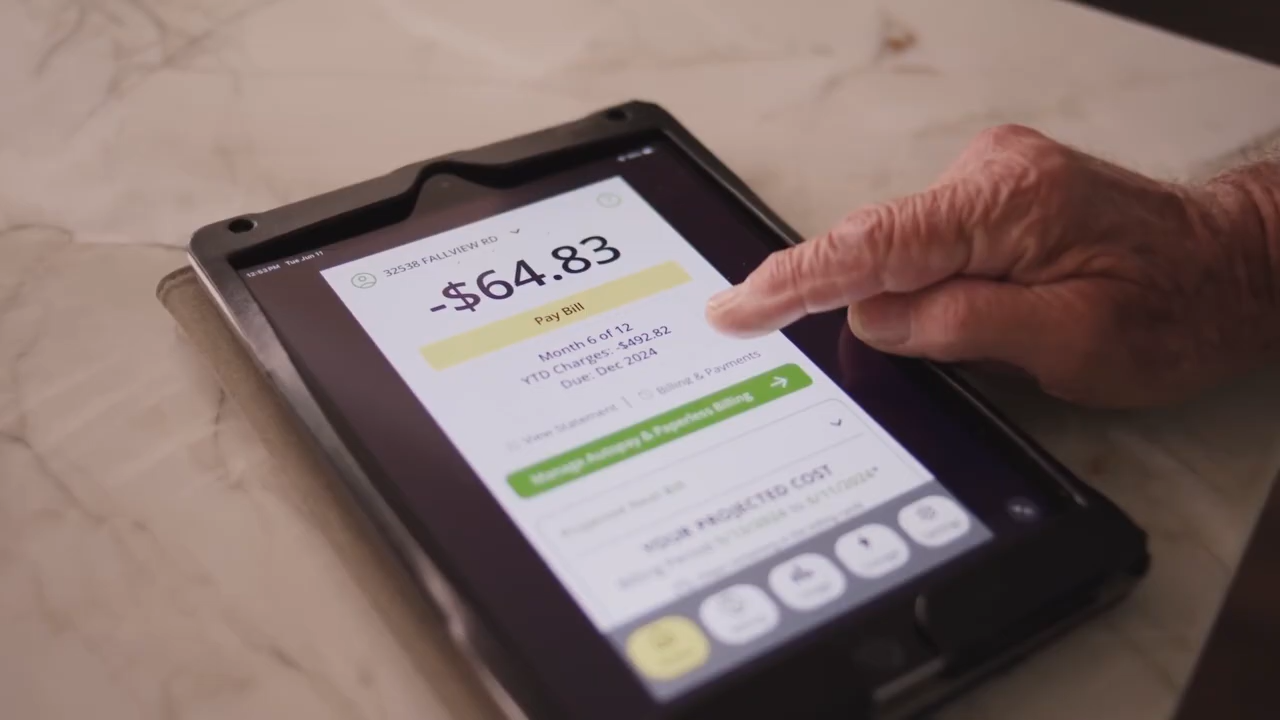 12:53 PM Tue Jun 11
32538 FALLVIEW RD
-$64.83
Pay Bill
Month 6 of 12
YTD Charges: -$492.82
Due: Dec 2024
View Statement | Billing & Payments
Manage Autopay & Paperless Billing
YOUR PROJECTED COST